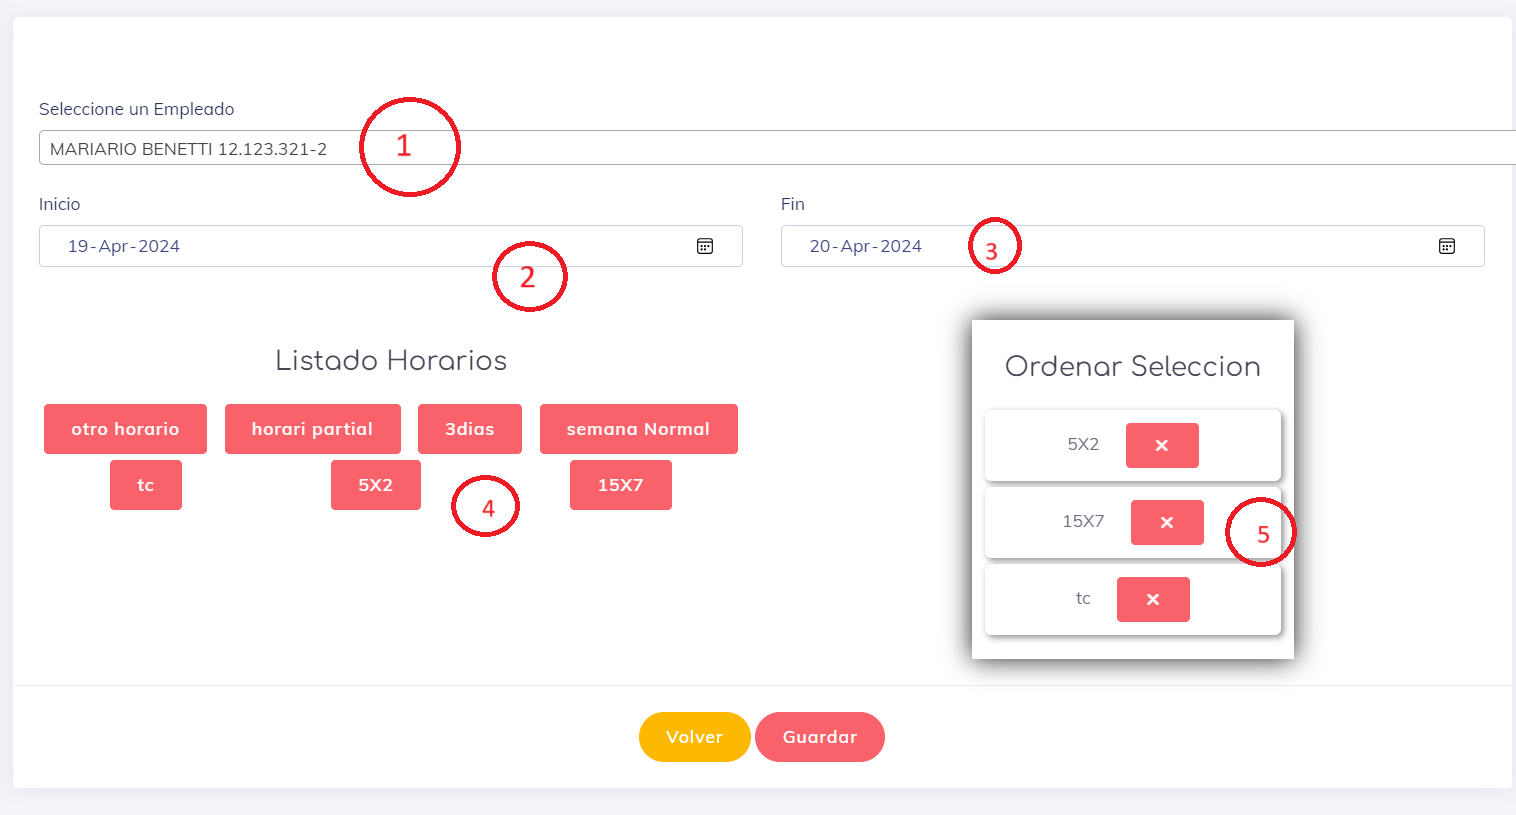 Seleccione un Empleado
MARIARIO BENETTI 12.123.321-2
1
Inicio
Fin
19-Apr-2024
2
20-Apr-2024
3
Listado Horarios
otro horario
horari partial
3dias
semana Normal
tc
5X2
15X7
4
Ordenar Seleccion
5X2 ×
15X7 ×
5
tc ×
Volver
Guardar